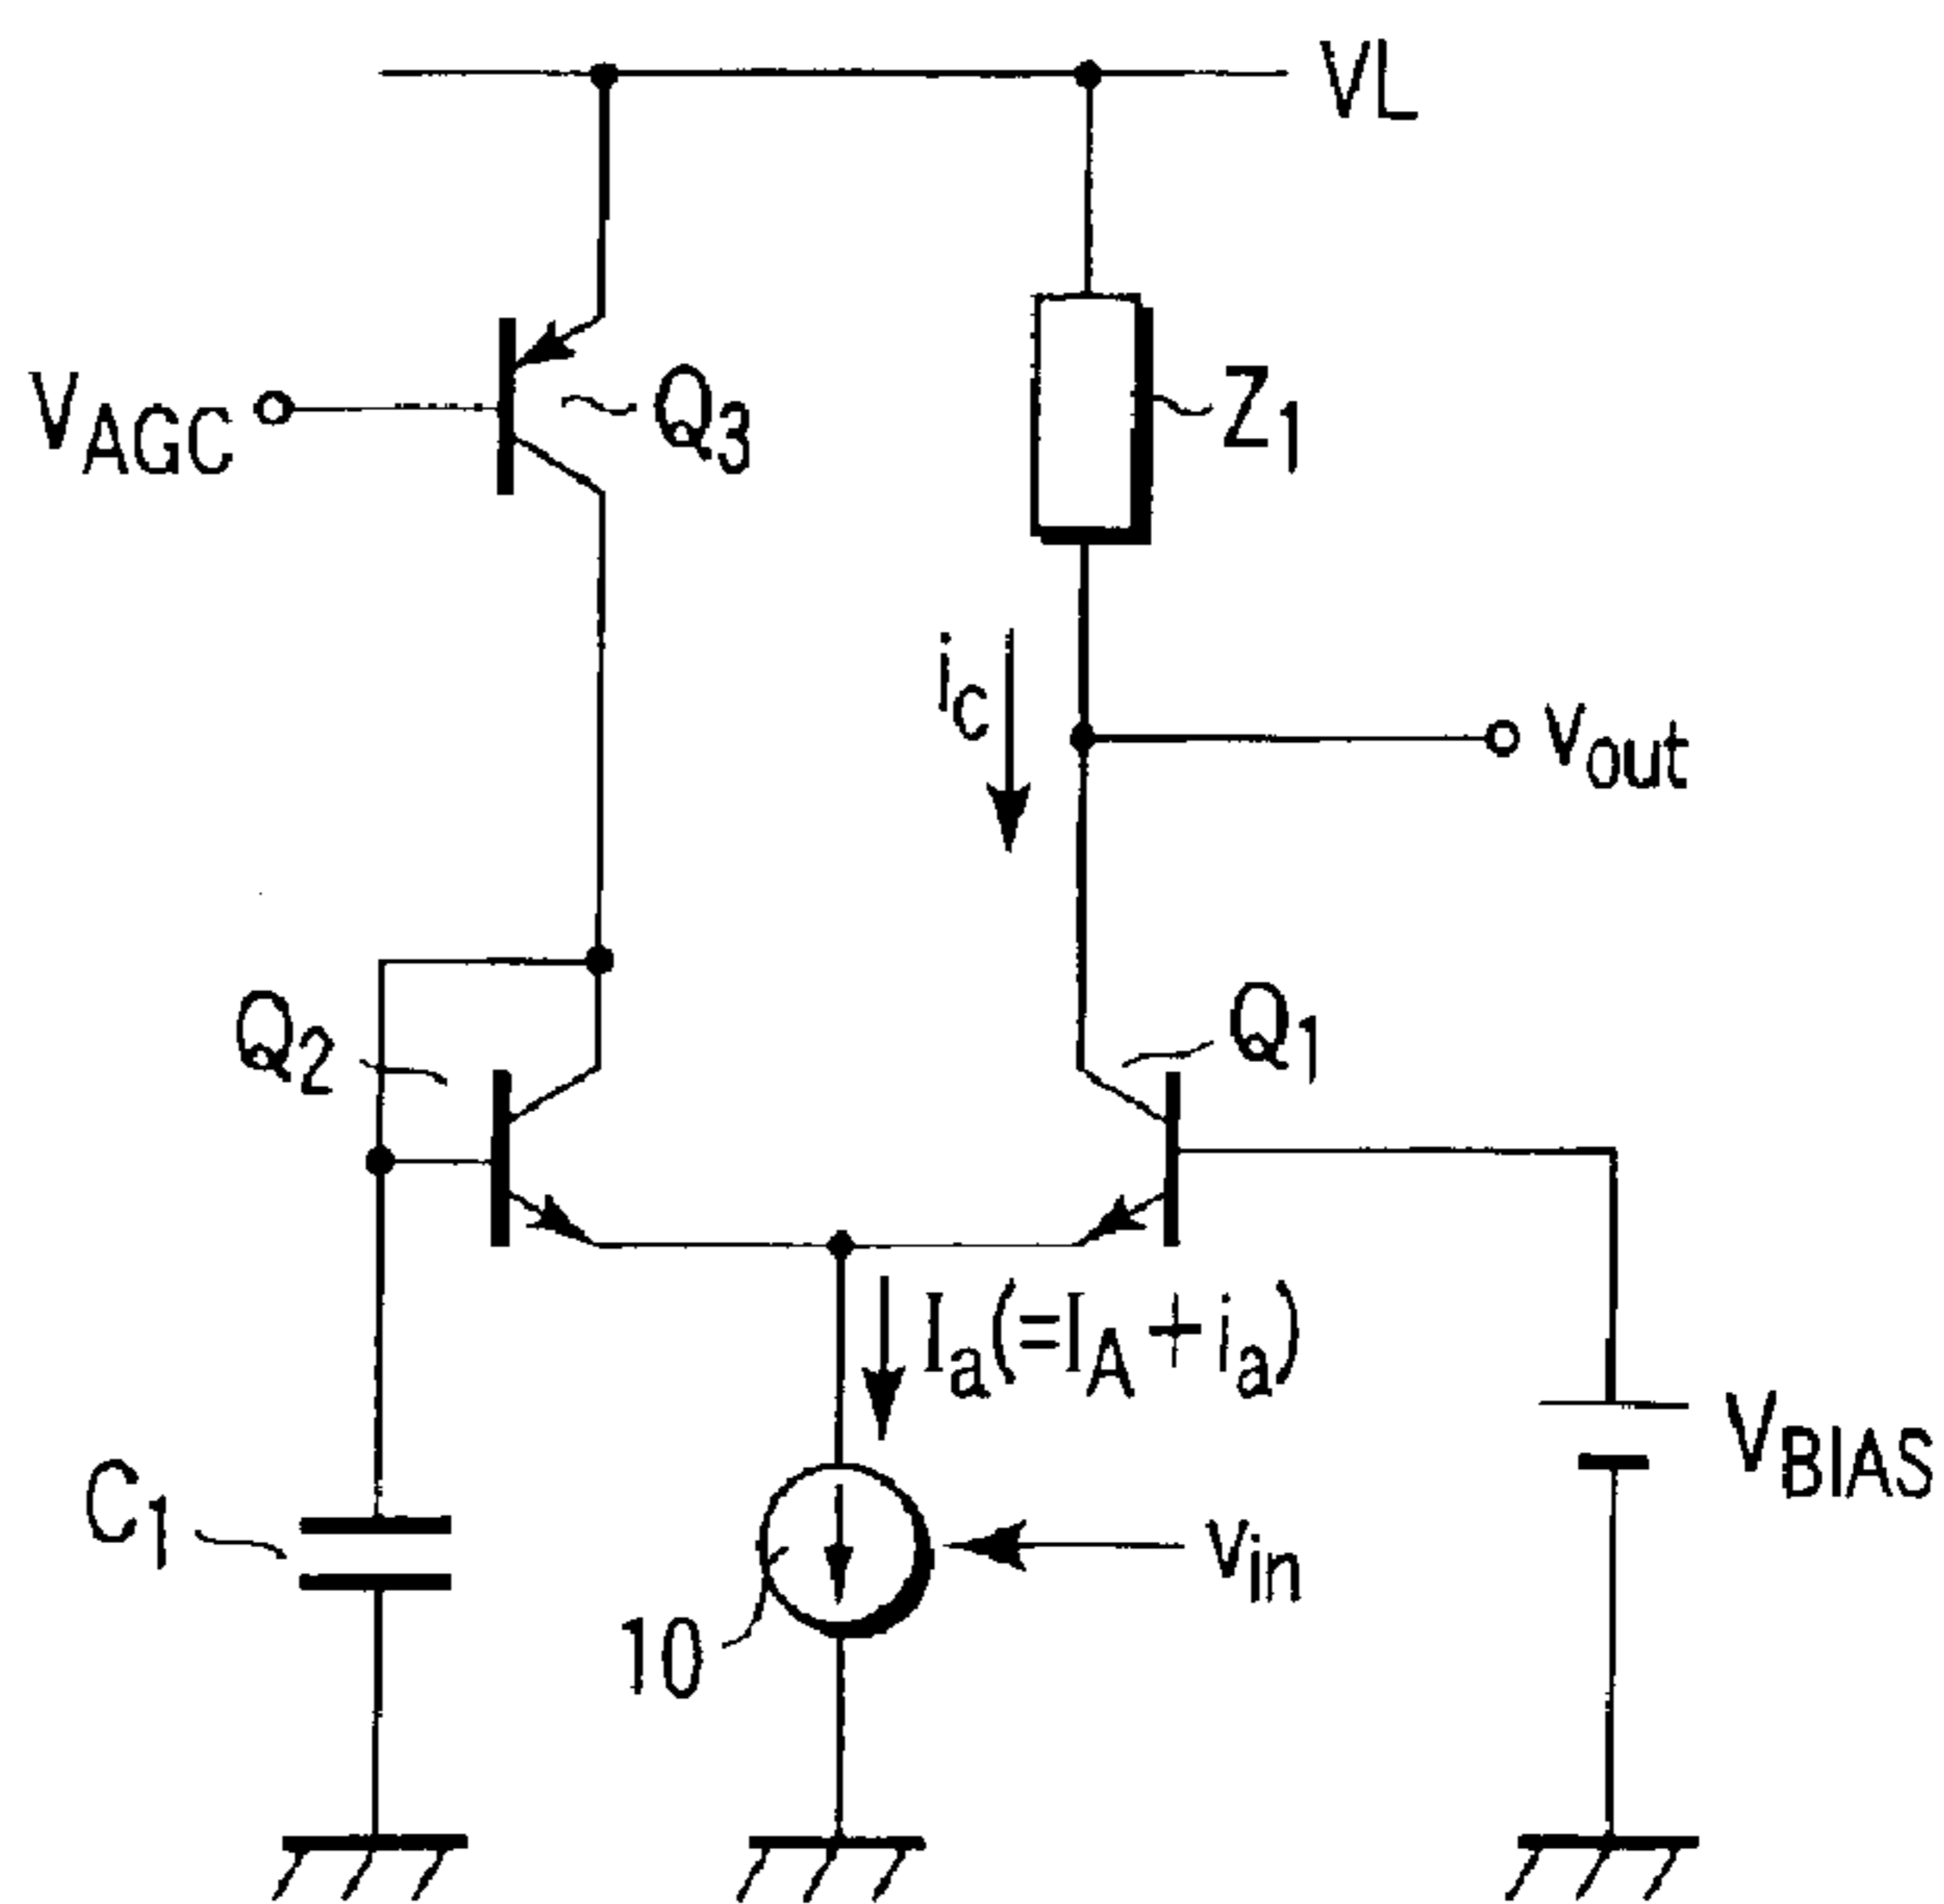 VL
VAGC
Q3
Z1
ic
vout
Q2
Q1
Ia(=IA+ia)
C1
10
vin
VBIAS